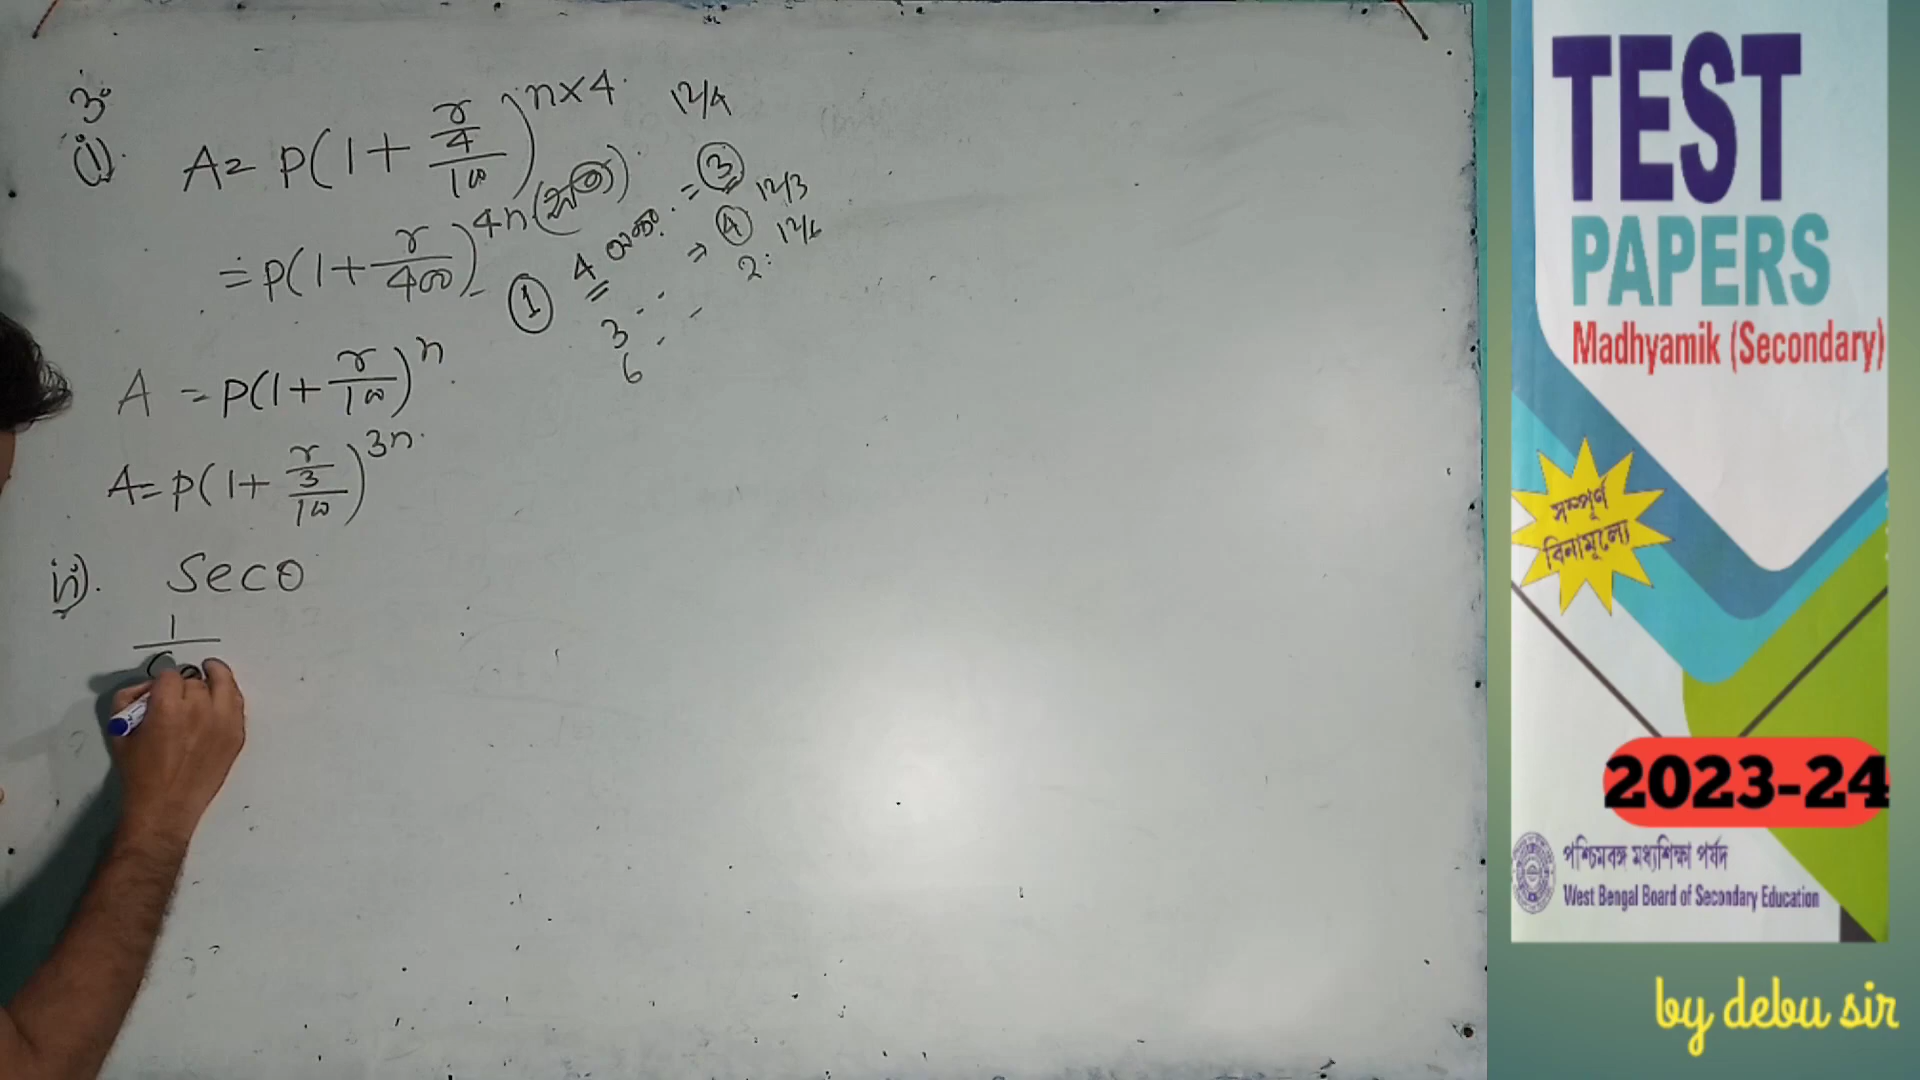 3.
(i). A = P(1 + r/4/100)^n×4. 12/4
= P(1 + r/400)^4n
1 4 = 3 12/3
3 ⇒ 4 12/6
6 2:
A = P(1 + r/100)^n.
A = P(1 + r/3/100)^3n.
ii). Secθ
1
TEST
PAPERS
Madhyamik (Secondary)
সম্পূর্ণ
বিনামূল্যে
2023-24
পশ্চিমবঙ্গ মধ্যশিক্ষা পর্ষদ
West Bengal Board of Secondary Education
by debu sir